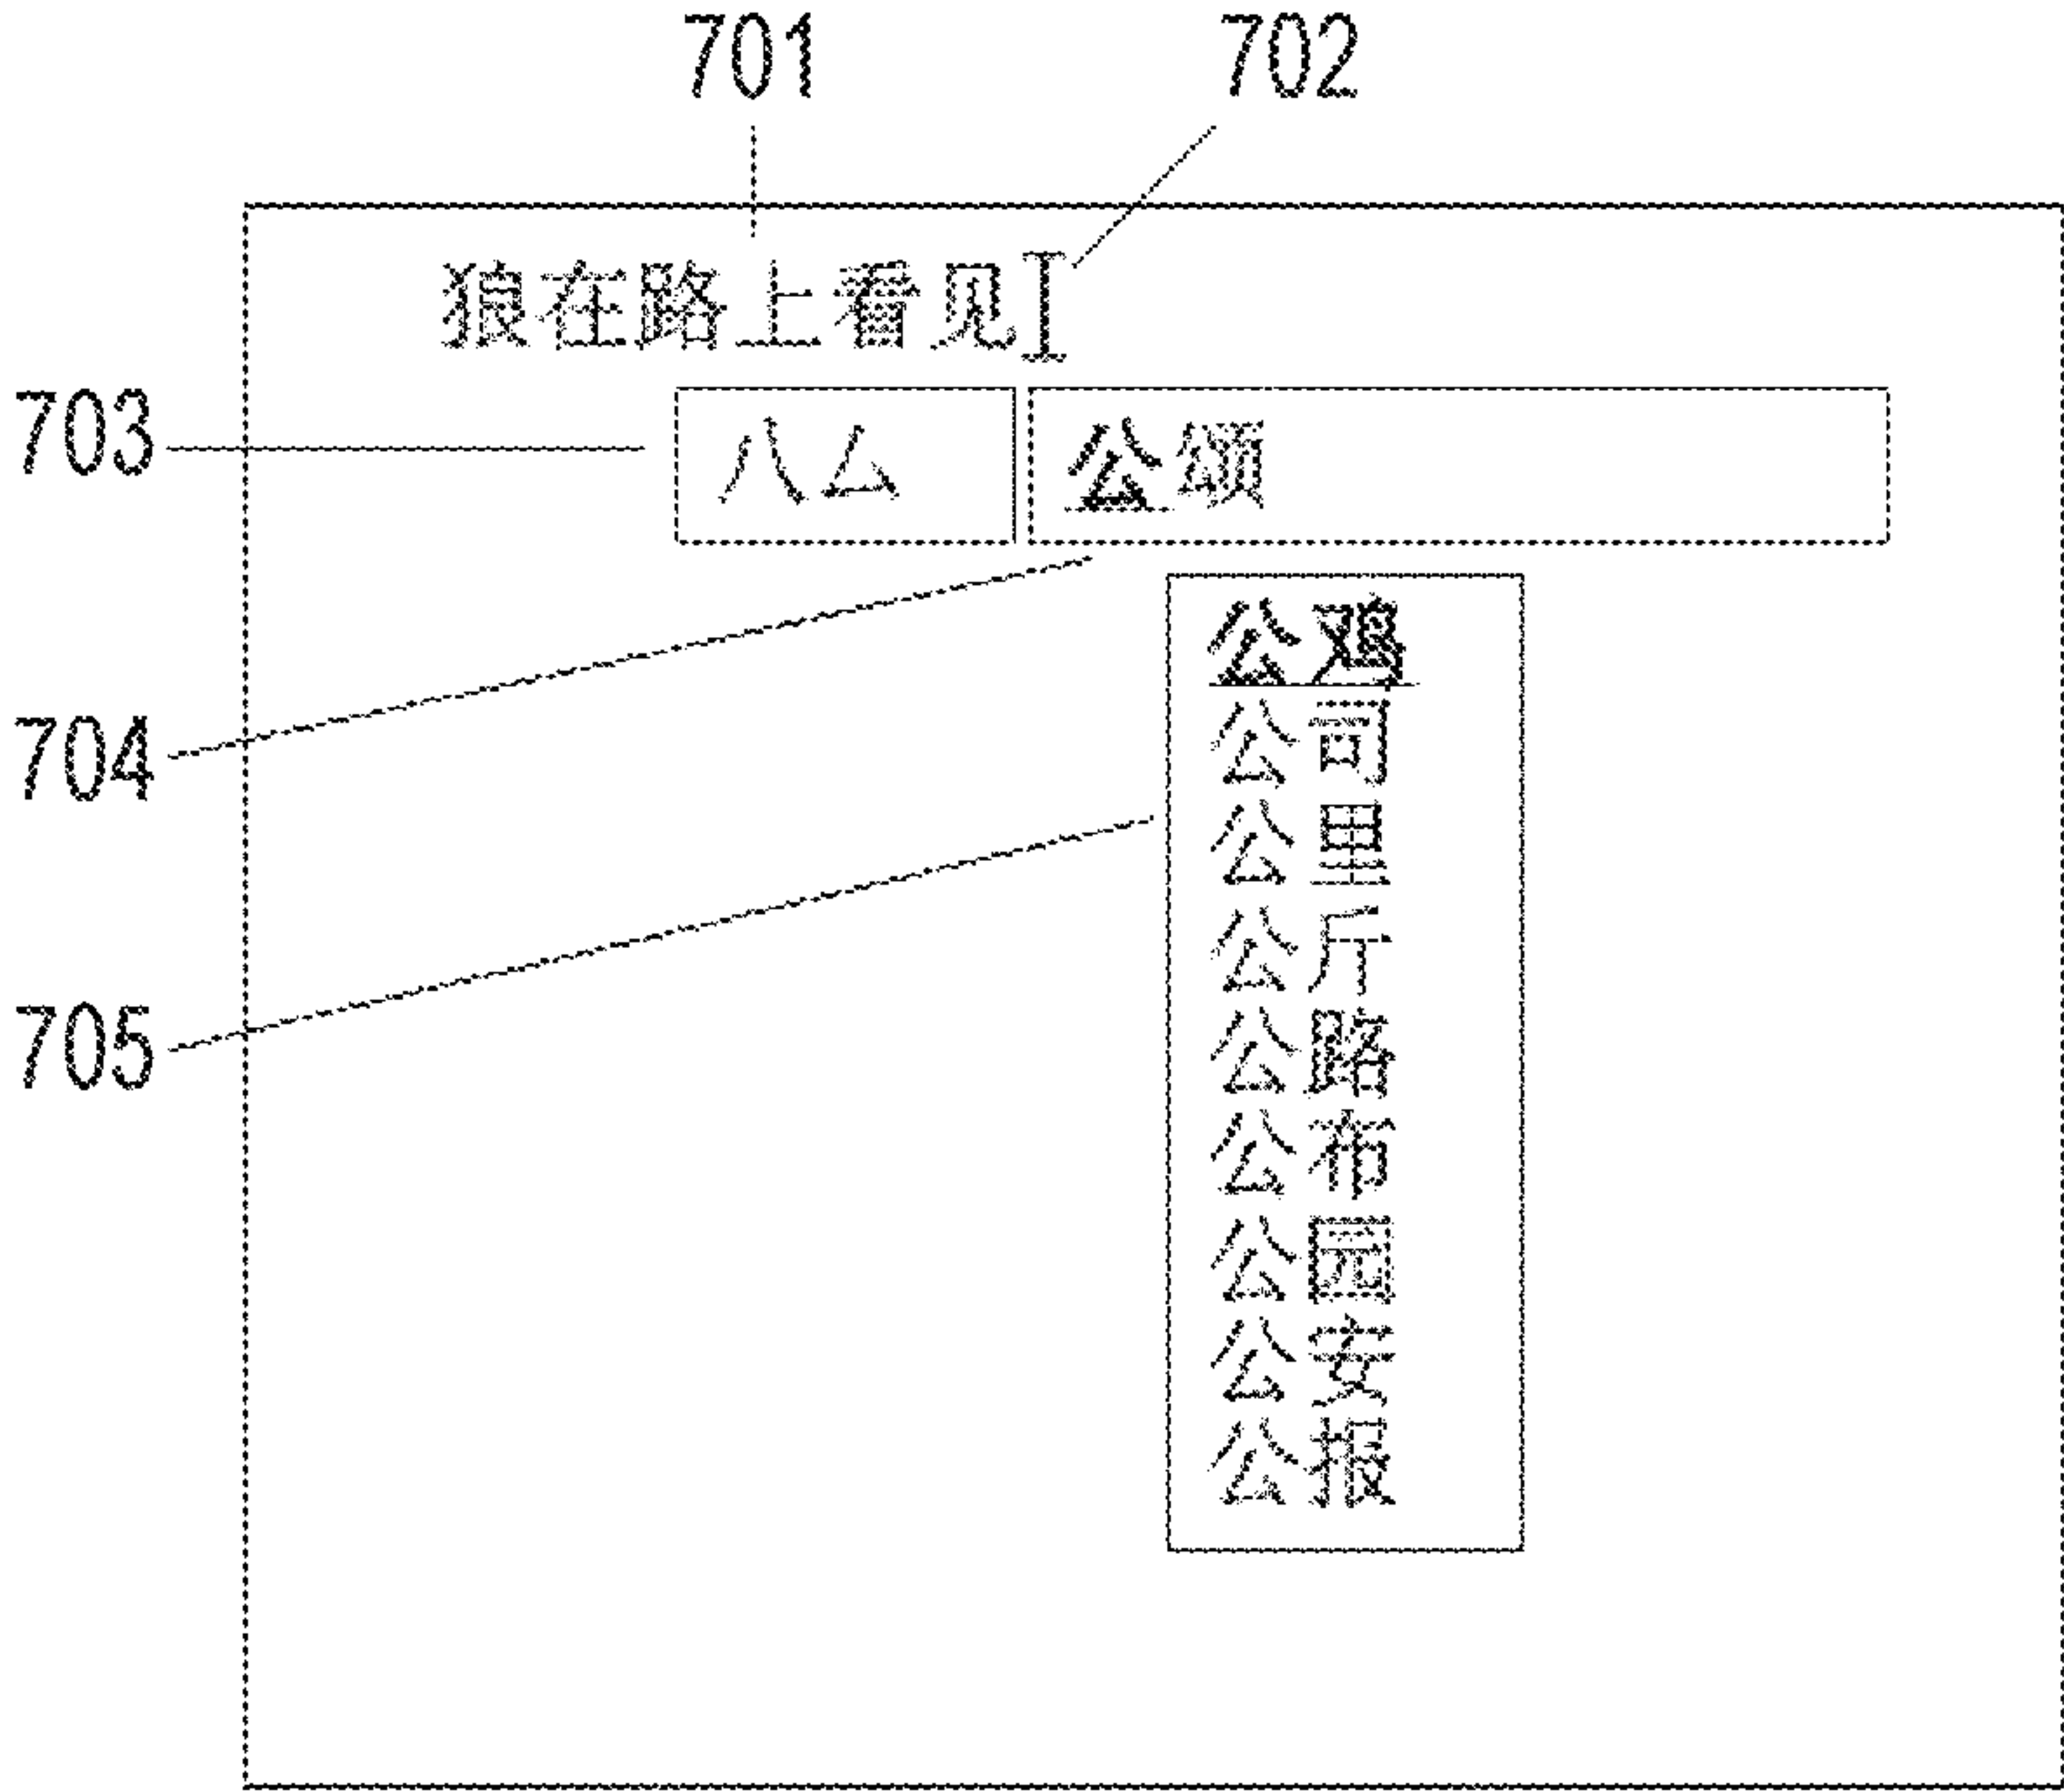 701 702
狼在路上看见
703 八厶 公颂
公鸡
704 公司
公里
公斤
705 公路
公布
公园
公安
公报